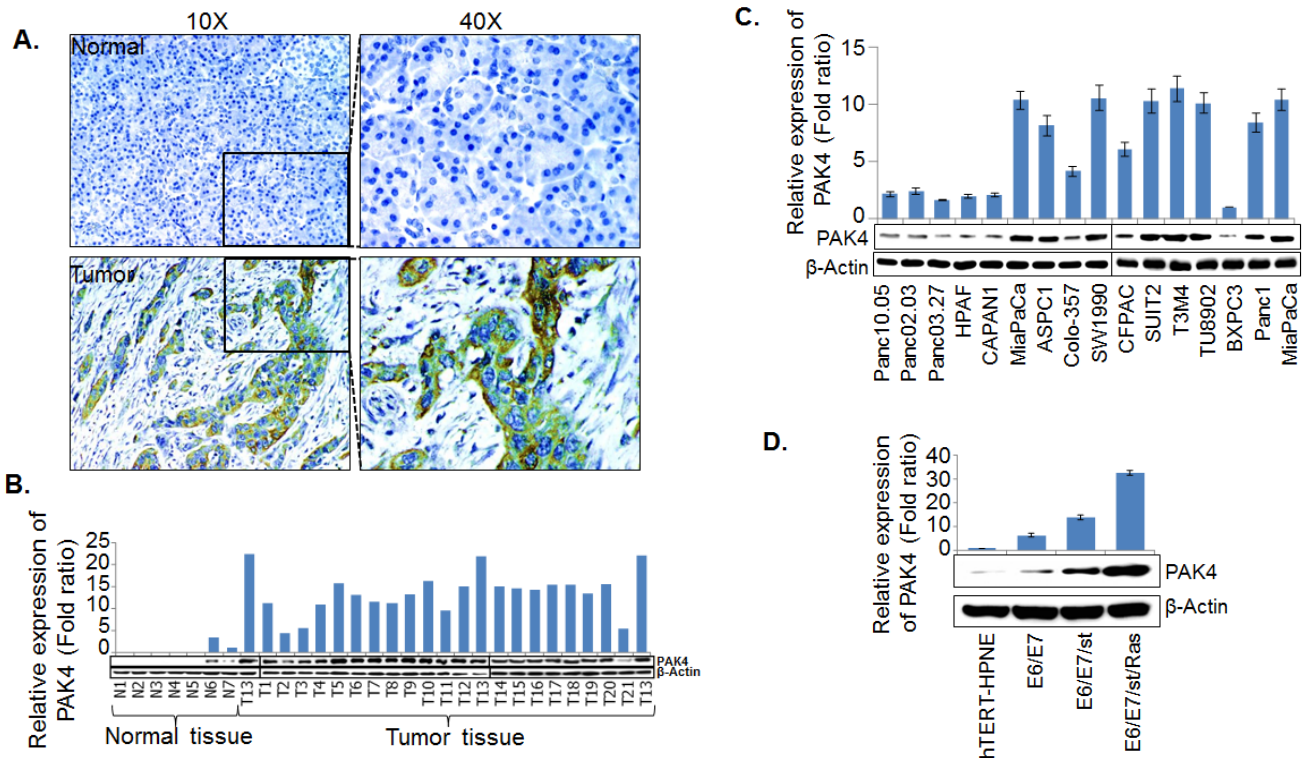 A.
10X
40X
Normal
Tumor
B.
Relative expression of
PAK4 (Fold ratio)
25
20
15
10
5
0
PAK4
β-Actin
N1
N2
N3
N4
N5
N6
N7
T13
T1
T2
T3
T4
T5
T6
T7
T8
T9
T10
T11
T12
T13
T14
T15
T16
T17
T18
T19
T20
T21
T13
Normal tissue
Tumor tissue
C.
Relative expression of
PAK4 (Fold ratio)
15
10
5
0
PAK4
β-Actin
Panc10.05
Panc02.03
Panc03.27
HPAF
CAPAN1
MiaPaCa
ASPC1
Colo-357
SW1990
CFPAC
SUIT2
T3M4
TU8902
BXPC3
Panc1
MiaPaCa
D.
Relative expression
of PAK4 (Fold ratio)
40
30
20
10
0
PAK4
β-Actin
hTERT-HPNE
E6/E7
E6/E7/st
E6/E7/st/Ras